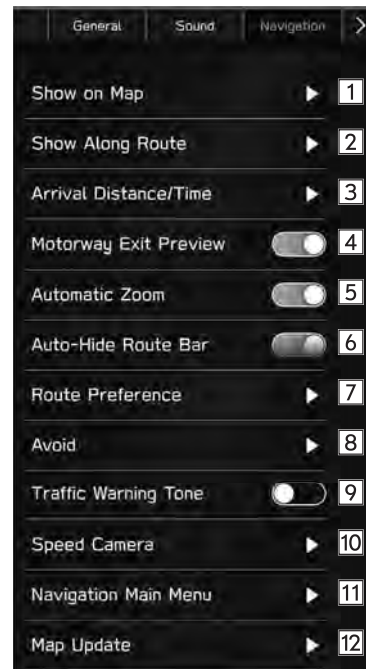 General Sound Navigation
Show on Map 1
Show Along Route 2
Arrival Distance/Time 3
Motorway Exit Preview 4
Automatic Zoom 5
Auto-Hide Route Bar 6
Route Preference 7
Avoid 8
Traffic Warning Tone 9
Speed Camera 10
Navigation Main Menu 11
Map Update 12